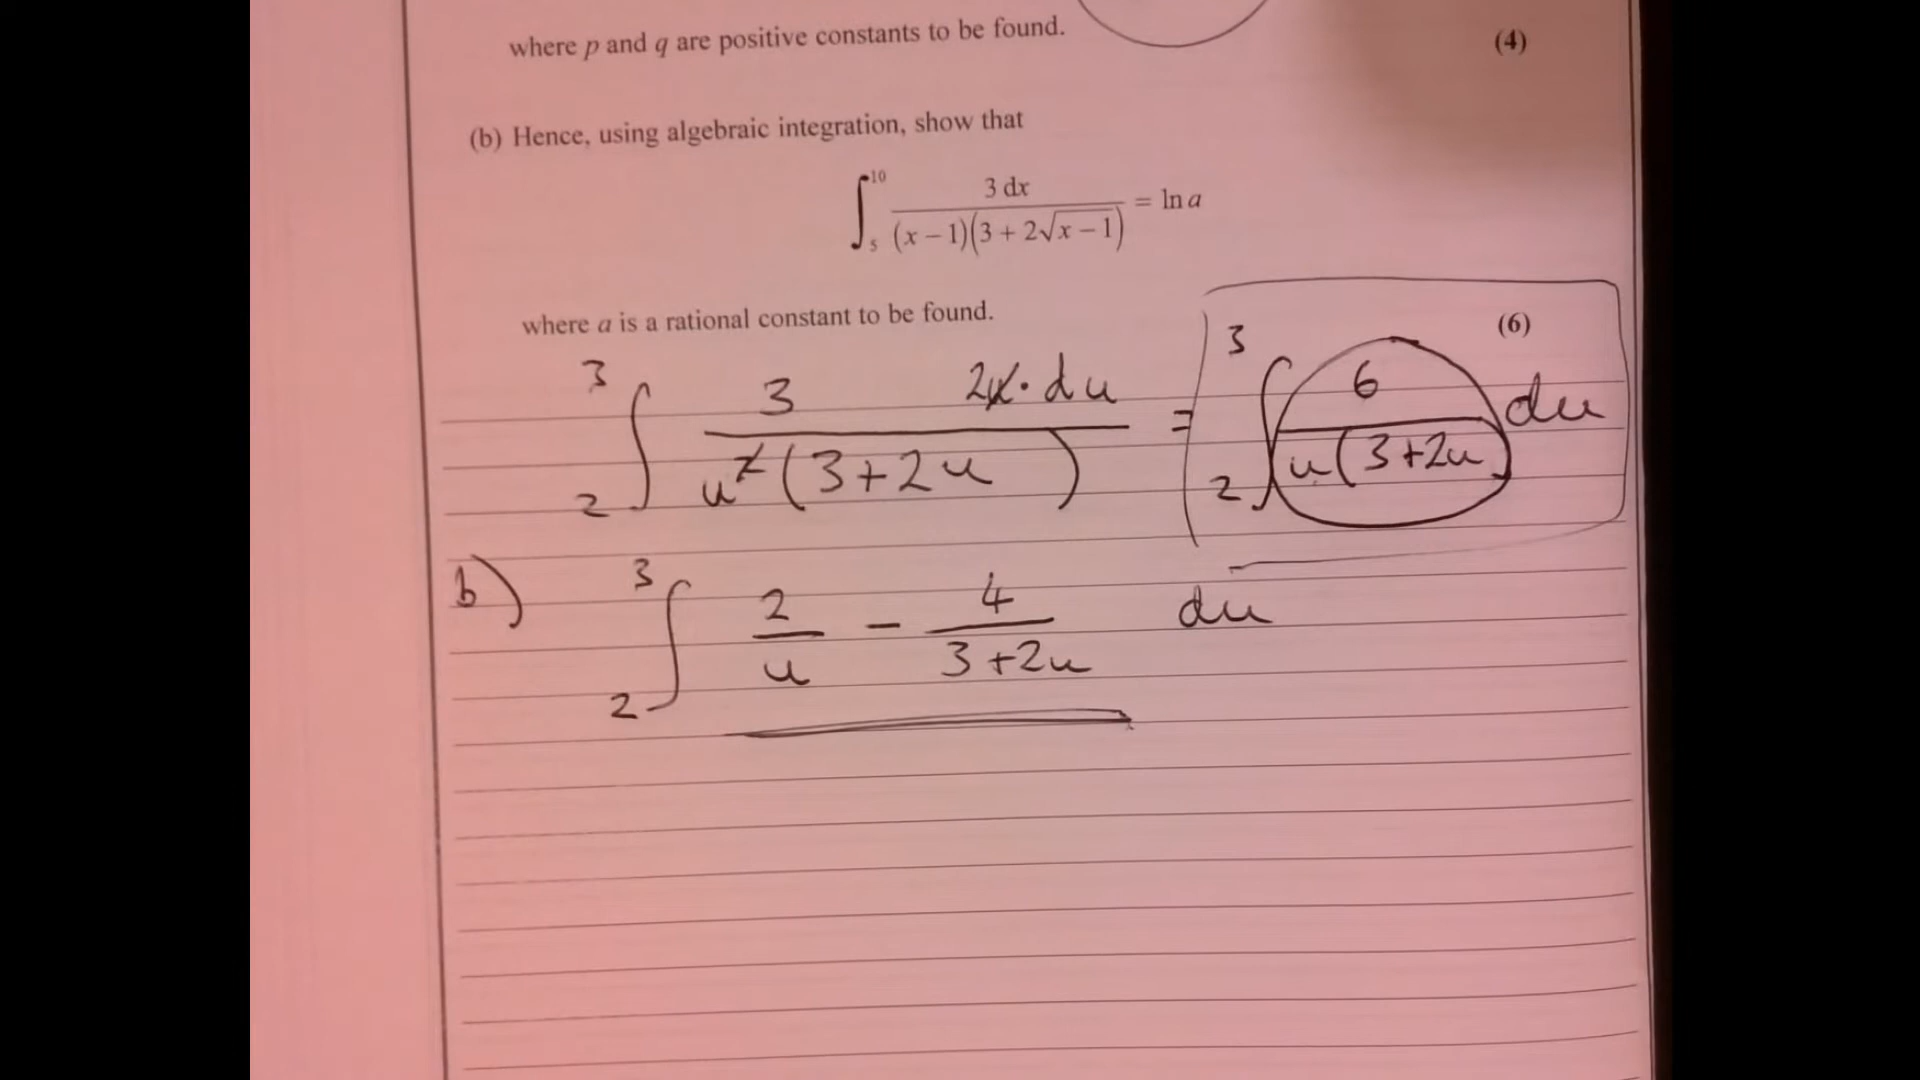 where p and q are positive constants to be found.
(4)
(b) Hence, using algebraic integration, show that
∫₅¹⁰ 3 dx / ((x − 1)(3 + 2√(x − 1))) = ln a
where a is a rational constant to be found.
(6)
∫₂³ 3 2u · du / (u²(3+2u)) = ∫₂³ 6 / (u(3+2u)) du
b) ∫₂³ 2/u − 4/(3+2u) du